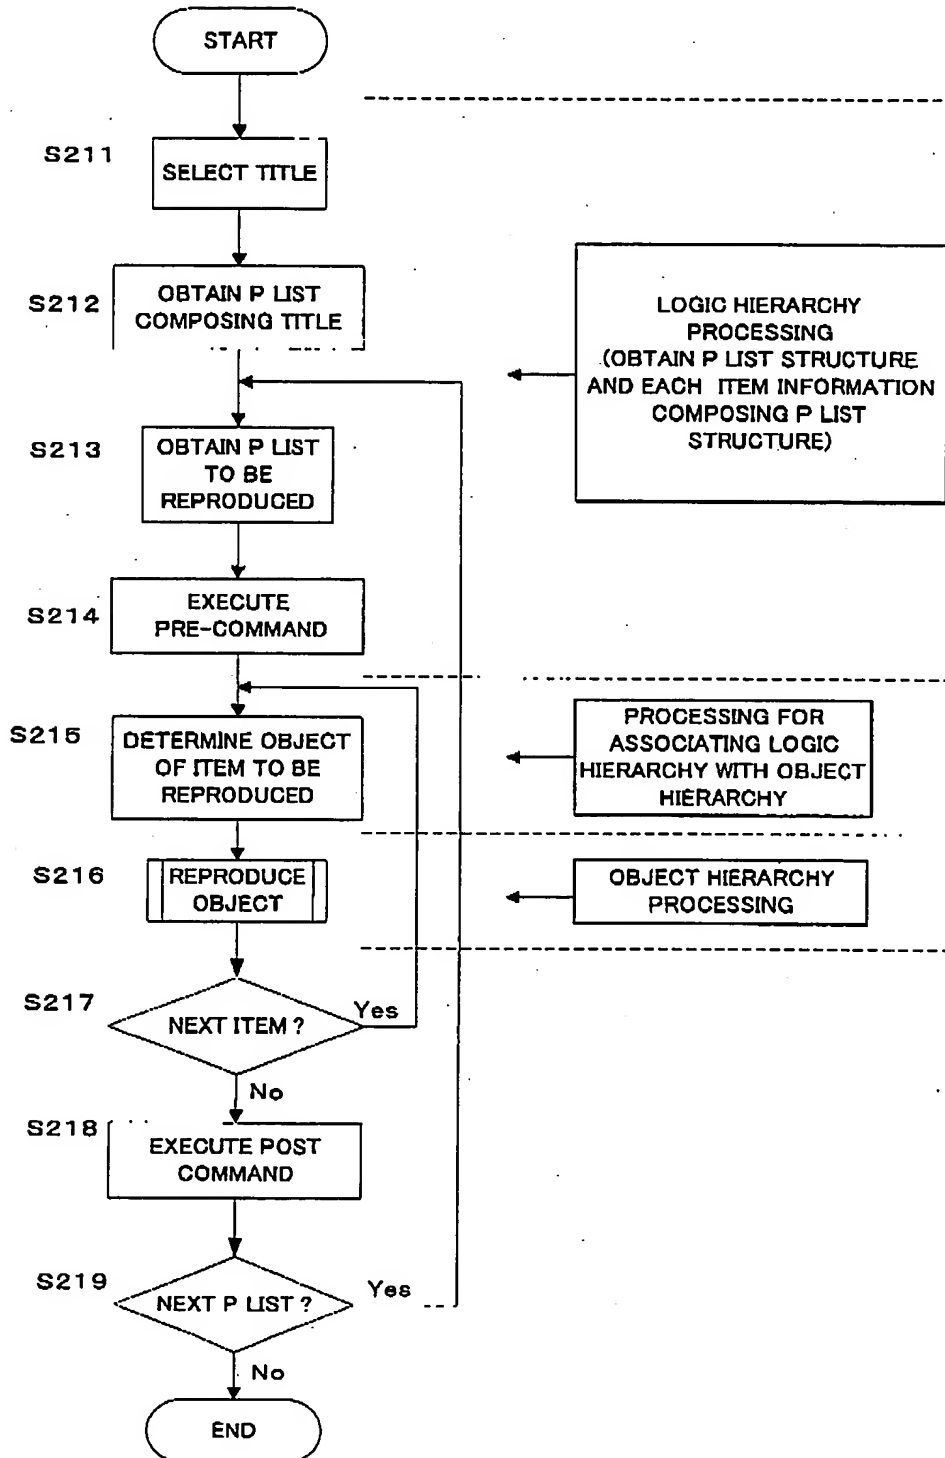 START
S211
SELECT TITLE
S212
OBTAIN P LIST
COMPOSING TITLE
LOGIC HIERARCHY
PROCESSING
(OBTAIN P LIST STRUCTURE
AND EACH ITEM INFORMATION
COMPOSING P LIST
STRUCTURE)
S213
OBTAIN P LIST
TO BE
REPRODUCED
S214
EXECUTE
PRE-COMMAND
S215
DETERMINE OBJECT
OF ITEM TO BE
REPRODUCED
PROCESSING FOR
ASSOCIATING LOGIC
HIERARCHY WITH OBJECT
HIERARCHY
S216
REPRODUCE
OBJECT
OBJECT HIERARCHY
PROCESSING
S217
NEXT ITEM ?
Yes
No
S218
EXECUTE POST
COMMAND
S219
NEXT P LIST ?
Yes
No
END